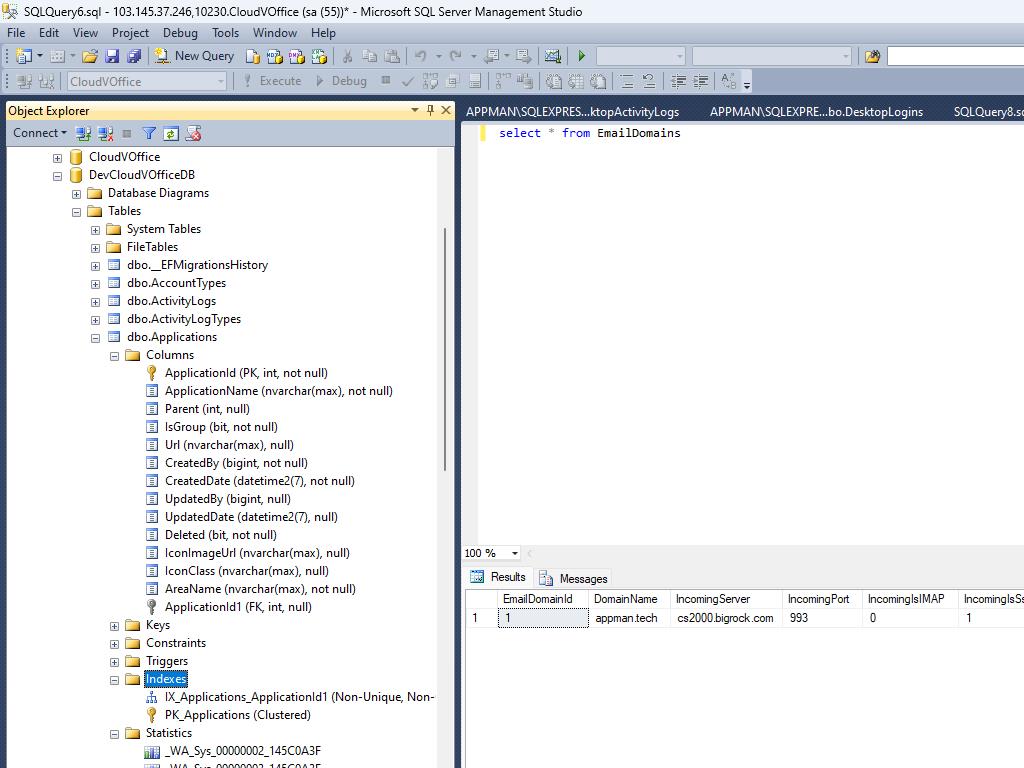 SQLQuery6.sql - 103.145.37.246,10230.CloudVOffice (sa (55))* - Microsoft SQL Server Management Studio
File Edit View Project Debug Tools Window Help
New Query
CloudVOffice Execute Debug
Object Explorer
Connect
CloudVOffice
DevCloudVOfficeDB
Database Diagrams
Tables
System Tables
FileTables
dbo.__EFMigrationsHistory
dbo.AccountTypes
dbo.ActivityLogs
dbo.ActivityLogTypes
dbo.Applications
Columns
ApplicationId (PK, int, not null)
ApplicationName (nvarchar(max), not null)
Parent (int, null)
IsGroup (bit, not null)
Url (nvarchar(max), null)
CreatedBy (bigint, not null)
CreatedDate (datetime2(7), not null)
UpdatedBy (bigint, null)
UpdatedDate (datetime2(7), null)
Deleted (bit, not null)
IconImageUrl (nvarchar(max), null)
IconClass (nvarchar(max), null)
AreaName (nvarchar(max), not null)
ApplicationId1 (FK, int, null)
Keys
Constraints
Triggers
Indexes
IX_Applications_ApplicationId1 (Non-Unique, Non-
PK_Applications (Clustered)
Statistics
_WA_Sys_00000002_145C0A3F
_WA_Sys_00000003_145C0A3F
APPMAN\SQLEXPRES...ktopActivityLogs APPMAN\SQLEXPRE...bo.DesktopLogins SQLQuery8.sq
select * from EmailDomains
100 %
Results Messages
EmailDomainId DomainName IncomingServer IncomingPort IncomingIsIMAP IncomingIsSs
1 1 appman.tech cs2000.bigrock.com 993 0 1